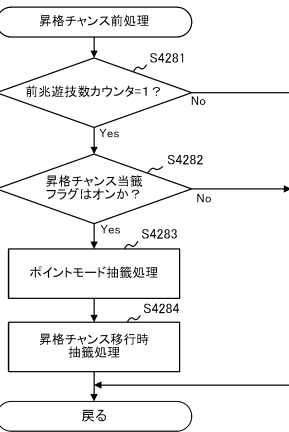 昇格チャンス前処理
S4281
前兆遊技数カウンタ=1?
No
Yes
S4282
昇格チャンス当籤
フラグはオンか?
No
Yes
S4283
ポイントモード抽籤処理
S4284
昇格チャンス移行時
抽籤処理
戻る